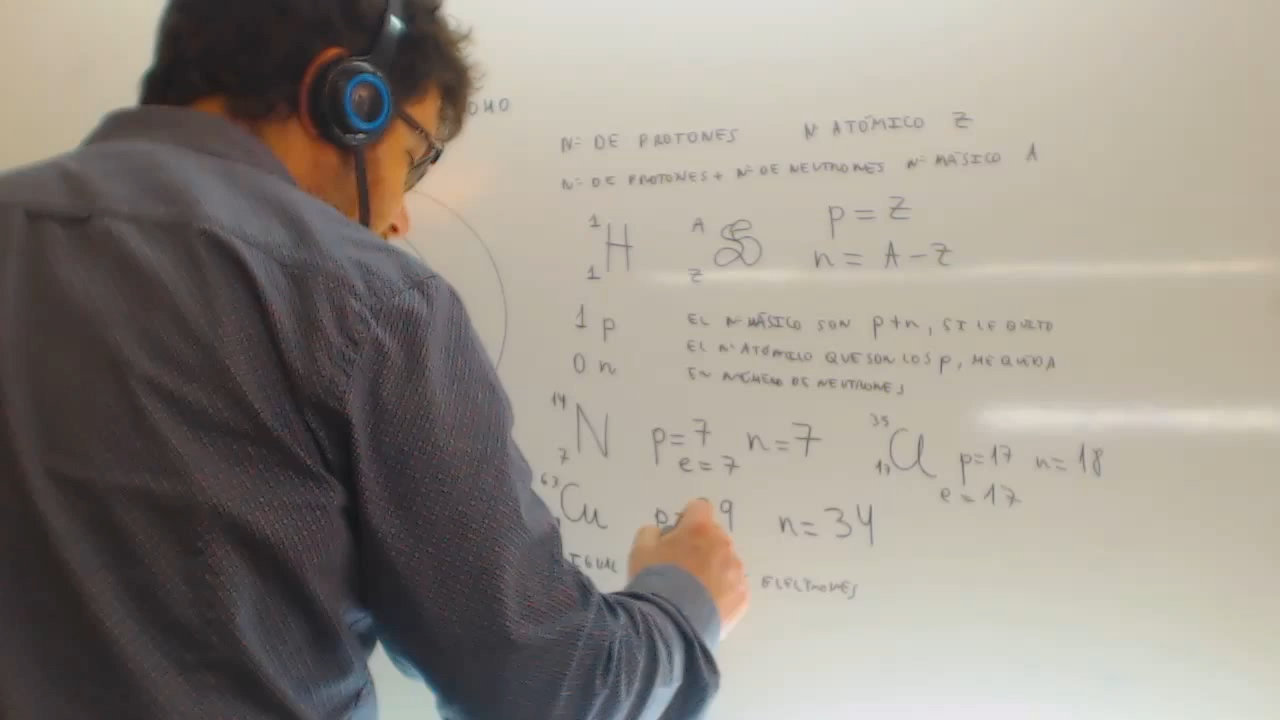 OMO
Nº DE PROTONES Nº ATÓMICO Z
Nº DE PROTONES + Nº DE NEUTRONES Nº MÁSICO A
1 H 1 A Z p = Z
n = A - Z
1 p EL Nº MÁSICO SON p+n, SI LE QUITO
0 n EL Nº ATÓMICO QUE SON LOS p, ME QUEDA
EN NÚMERO DE NEUTRONES
14 N 7 p=7 n=7 35 Cl 17 p=17 n=18
e=7 e=17
63 Cu p= 9 n=34
IGUAL ELECTRONES